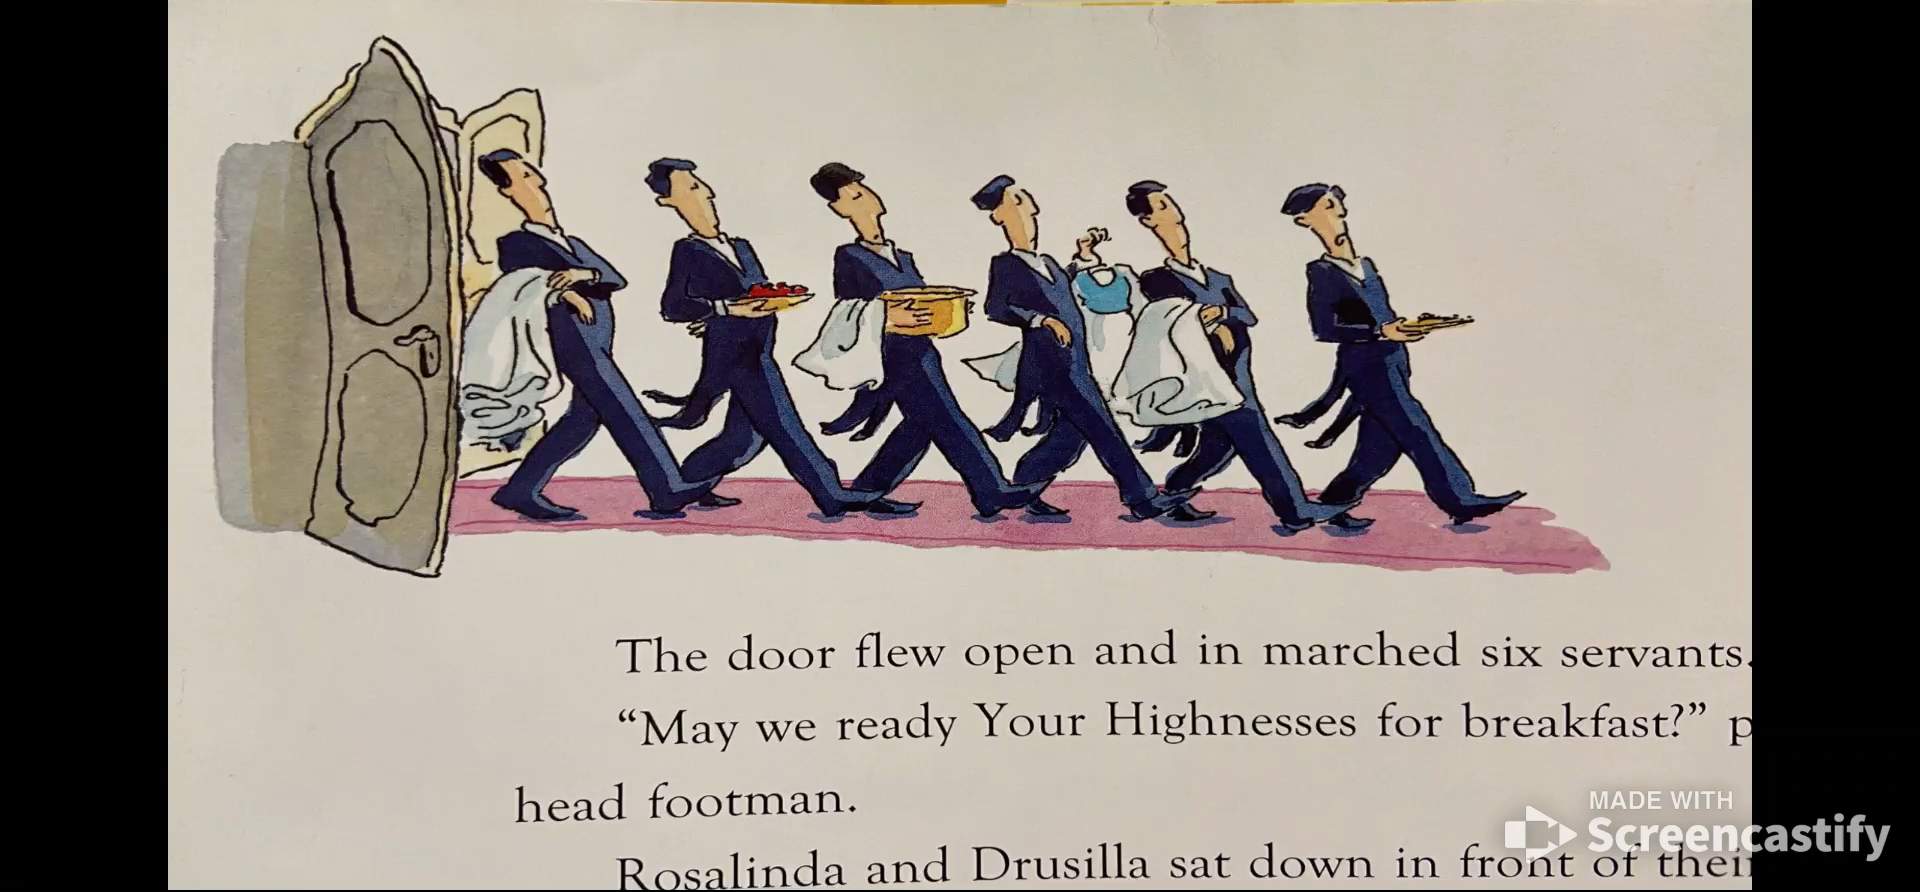 The door flew open and in marched six servants.
“May we ready Your Highnesses for breakfast?”
head footman.
Rosalinda and Drusilla sat down in front of
MADE WITH
Screencastify